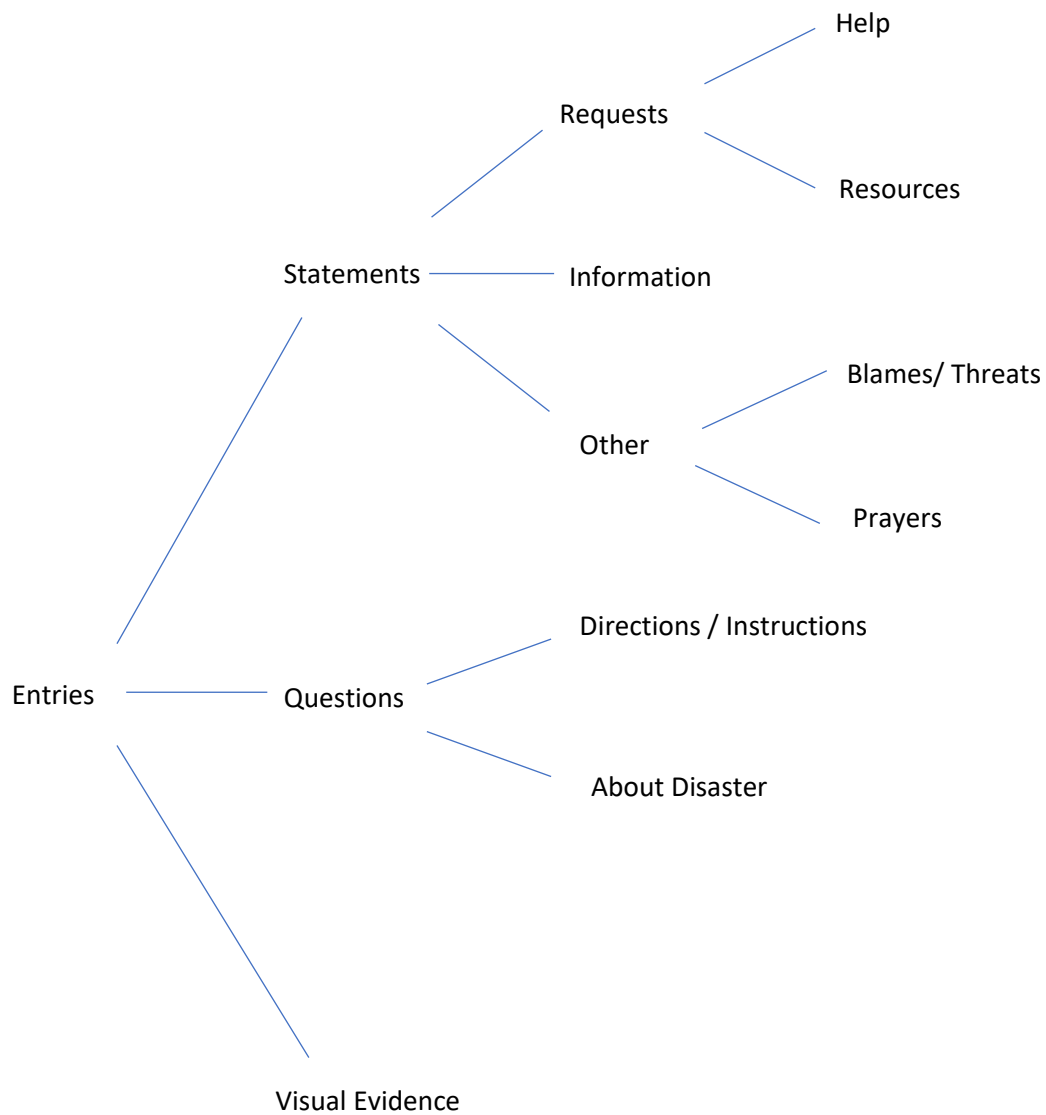 Help
Requests
Resources
Statements
Information
Blames/ Threats
Other
Prayers
Directions / Instructions
Entries
Questions
About Disaster
Visual Evidence